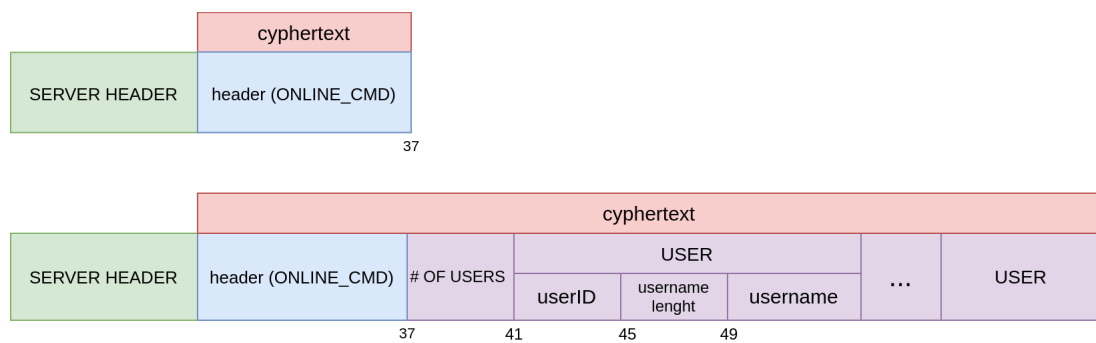 cyphertext
SERVER HEADER
header (ONLINE_CMD)
37
cyphertext
SERVER HEADER
header (ONLINE_CMD)
# OF USERS
USER
userID
username
lenght
username
...
USER
37
41
45
49